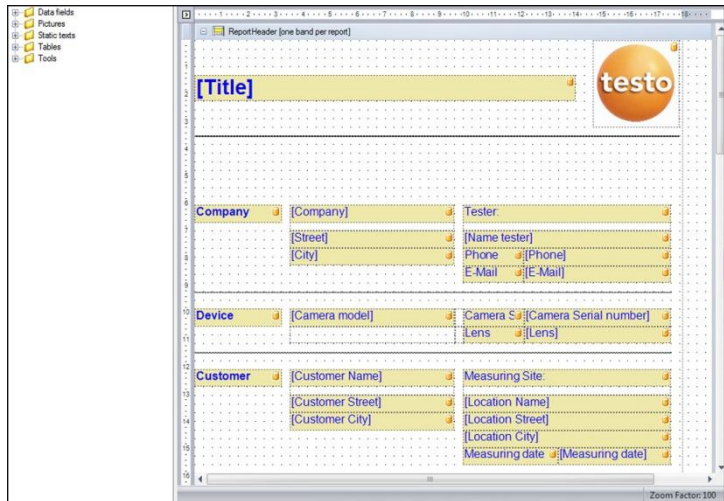 Data fields
Pictures
Static texts
Tables
Tools
ReportHeader [one band per report]
testo
[Title]
Company [Company] Tester:
[Street] [Name tester]
[City] Phone [Phone]
E-Mail [E-Mail]
Device [Camera model] Camera S [Camera Serial number]
Lens [Lens]
Customer [Customer Name] Measuring Site:
[Customer Street] [Location Name]
[Customer City] [Location Street]
[Location City]
Measuring date [Measuring date]
Zoom Factor: 100